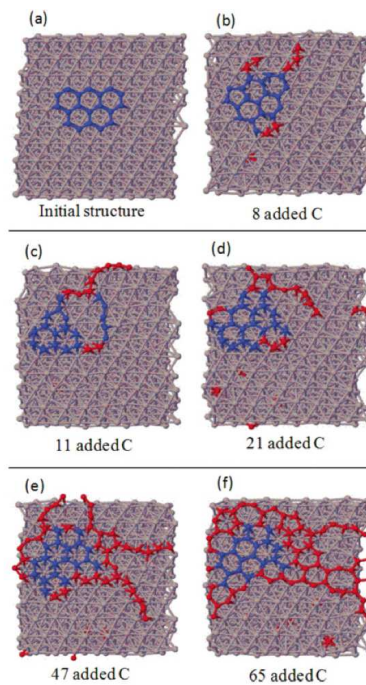 (a)
(b)
Initial structure
8 added C
(c)
(d)
11 added C
21 added C
(e)
(f)
47 added C
65 added C